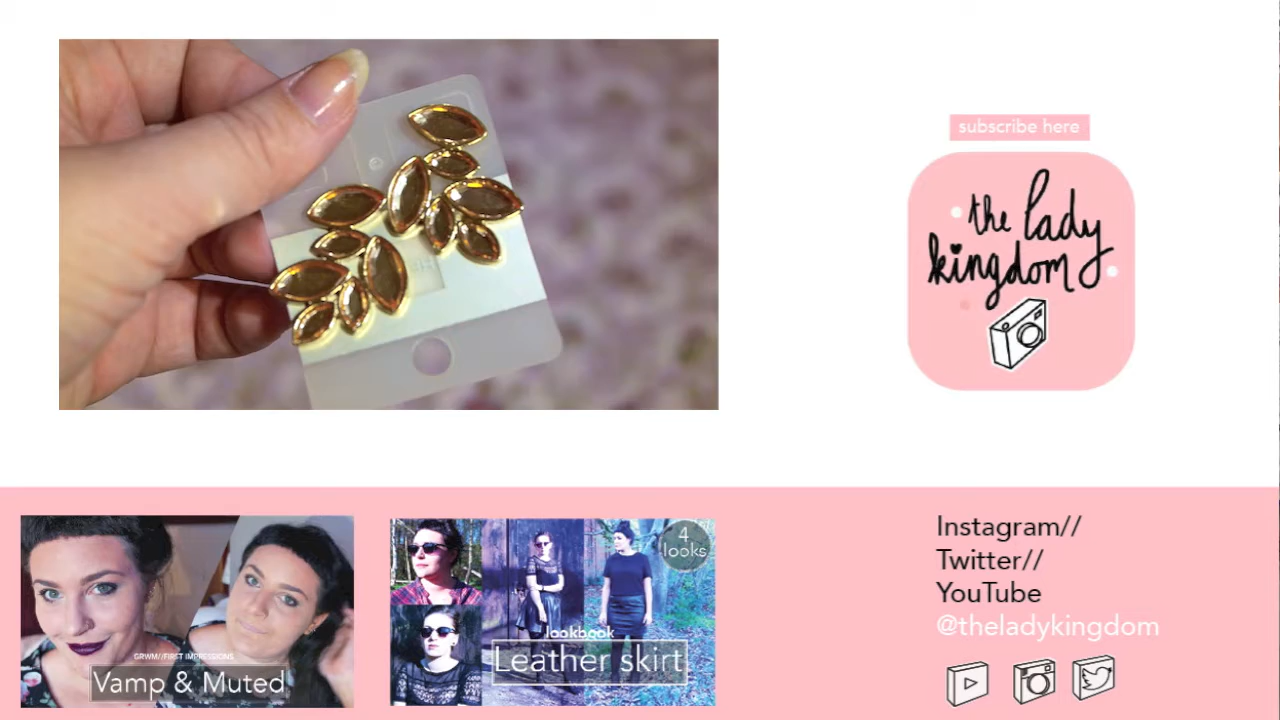 subscribe here
the lady
kingdom
GRWM//FIRST IMPRESSIONS
Vamp & Muted
4
looks
lookbook
Leather skirt
Instagram//
Twitter//
YouTube
@theladykingdom